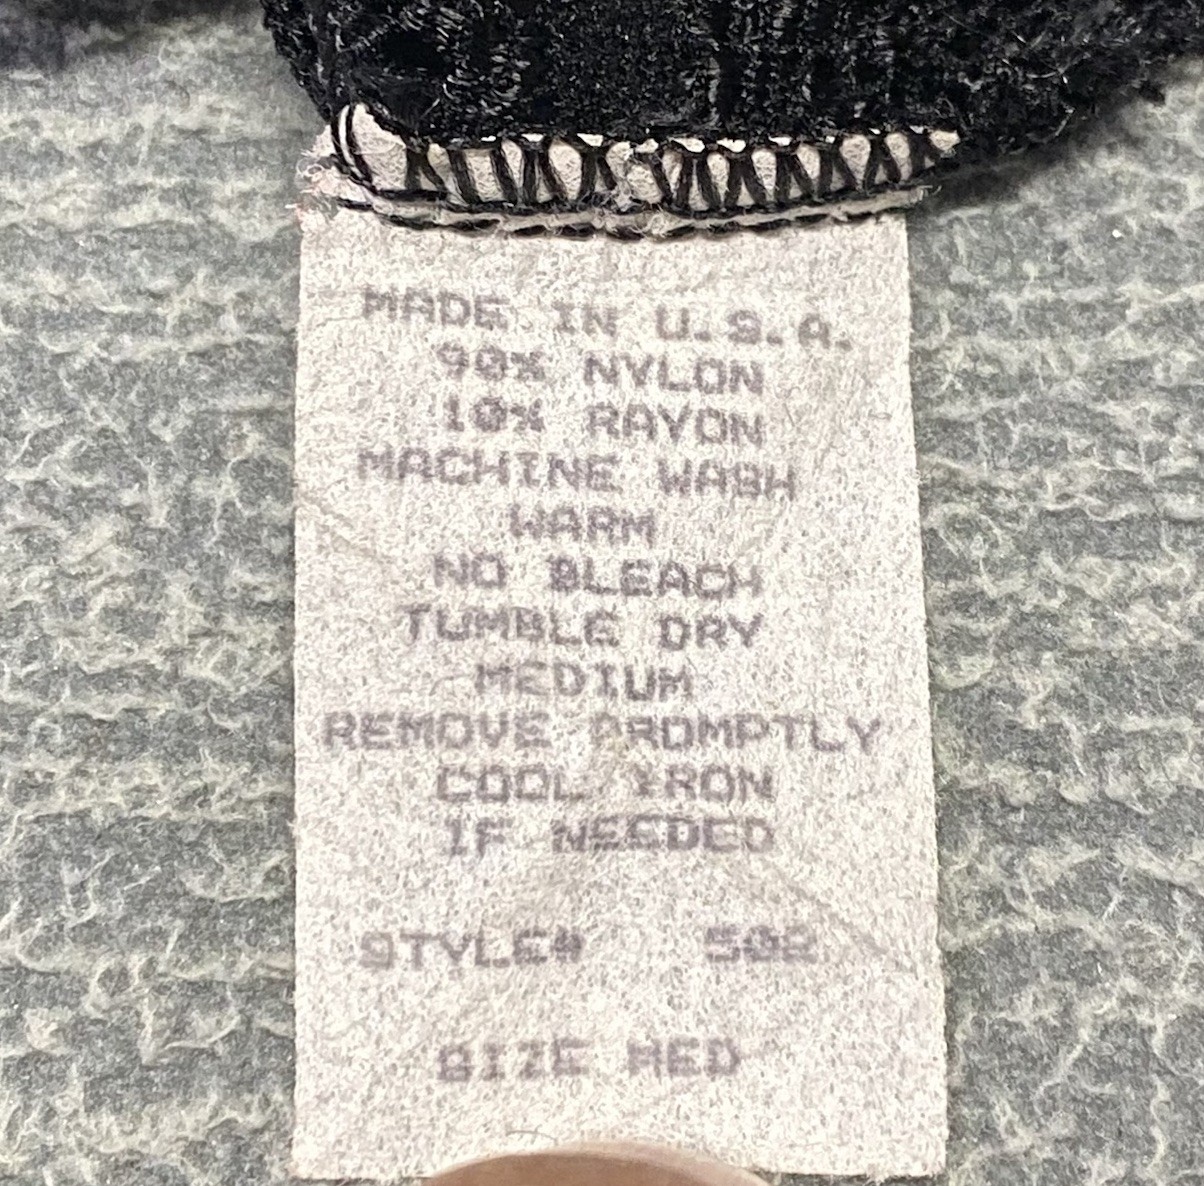 MADE IN U.S.A.
90% NYLON
10% RAYON
MACHINE WASH
WARM
NO BLEACH
TUMBLE DRY
MEDIUM
REMOVE PROMPTLY
COOL IRON
IF NEEDED
STYLE# 502
SIZE MED